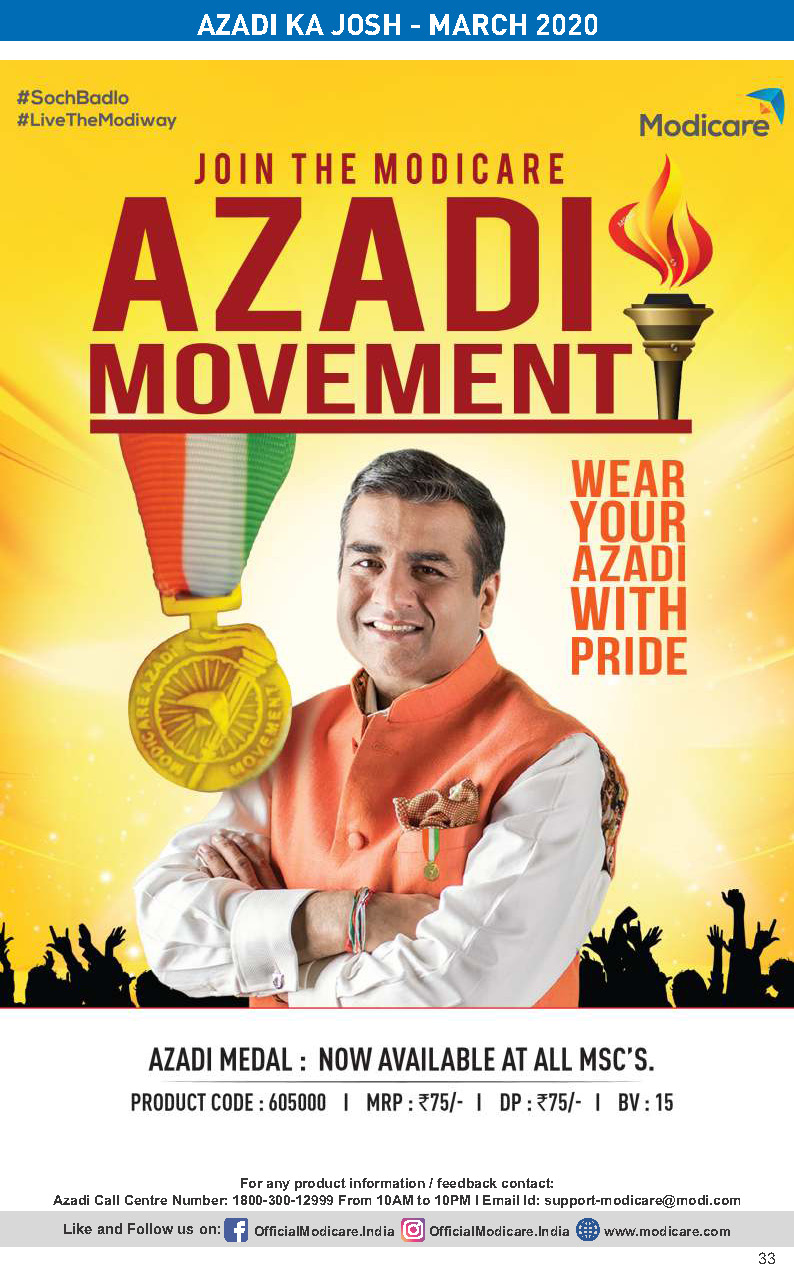 AZADI KA JOSH - MARCH 2020
#SochBadlo
#LiveTheModiway
Modicare
JOIN THE MODICARE
AZADI
MOVEMENT
WEAR
YOUR
AZADI
WITH
PRIDE
MODICARE AZADI
MOVEMENT
AZADI MEDAL : NOW AVAILABLE AT ALL MSC'S.
PRODUCT CODE : 605000 I MRP : ₹75/- I DP : ₹75/- I BV : 15
For any product information / feedback contact:
Azadi Call Centre Number: 1800-300-12999 From 10AM to 10PM I Email Id: support-modicare@modi.com
Like and Follow us on: OfficialModicare.India OfficialModicare.India www.modicare.com
33